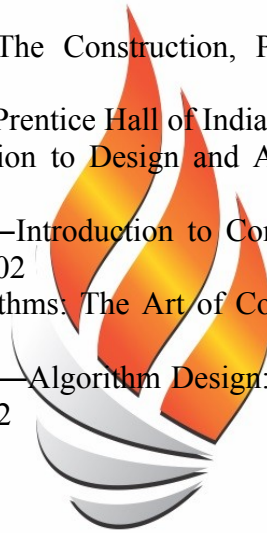 The Construction, P
Prentice Hall of India
ion to Design and A
–Introduction to Con
02
thms: The Art of Co
—Algorithm Design:
2